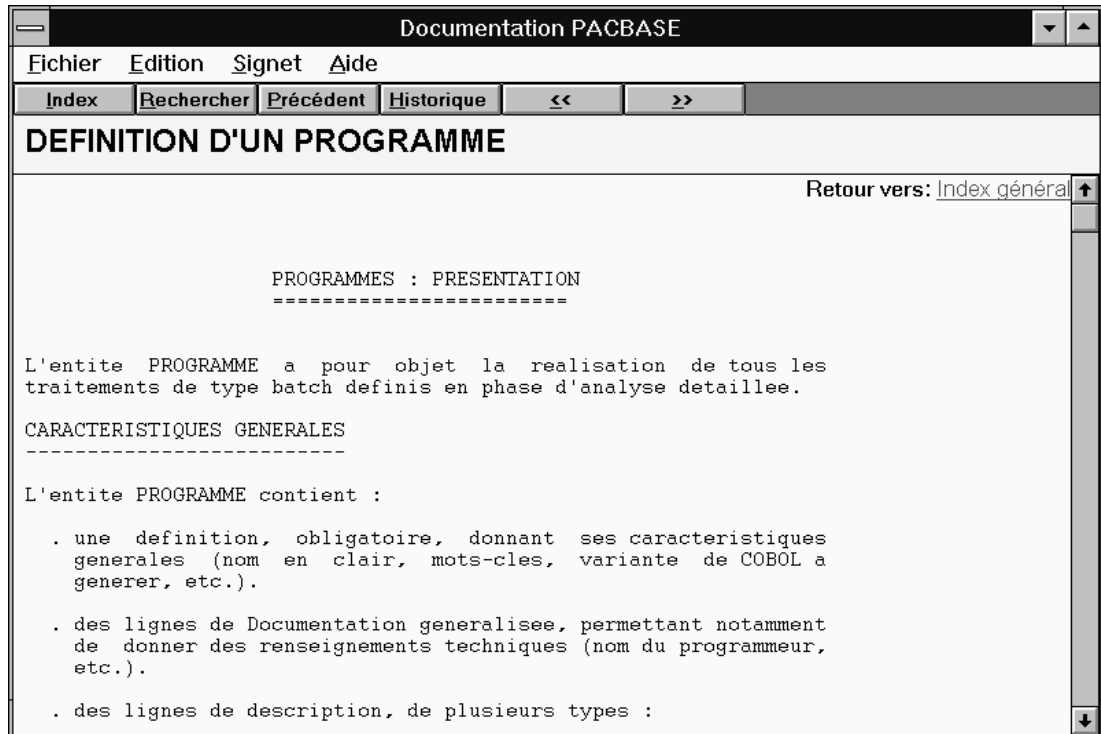 Documentation PACBASE
Fichier Edition Signet Aide
Index Rechercher Précédent Historique << >>
DEFINITION D'UN PROGRAMME
Retour vers: Index général
PROGRAMMES : PRESENTATION
========================
L'entite PROGRAMME a pour objet la realisation de tous les
traitements de type batch definis en phase d'analyse detaillee.
CARACTERISTIQUES GENERALES
--------------------------
L'entite PROGRAMME contient :
. une definition, obligatoire, donnant ses caracteristiques
generales (nom en clair, mots-cles, variante de COBOL a
generer, etc.).
. des lignes de Documentation generalisee, permettant notamment
de donner des renseignements techniques (nom du programmeur,
etc.).
. des lignes de description, de plusieurs types :